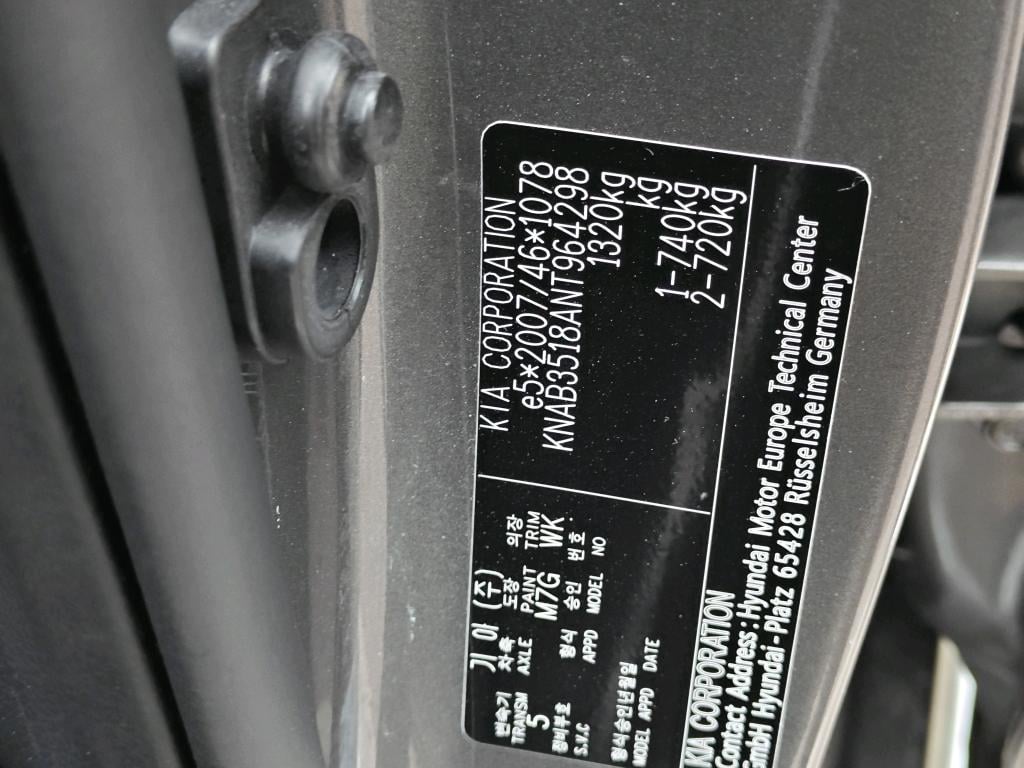 기 아 (주)
변속기 차축 도장 의장
TRANSM AXLE PAINT TRIM
5 M7G WK
정비부호 형식 승인 번호 :
S.V.C APPD MODEL NO
형식승인년월일
MODEL APPD DATE
KIA CORPORATION
e5*2007/46*1078
KNAB3518ANT964298
1320kg
kg
1-740kg
2-720kg
KIA CORPORATION
Contact Address : Hyundai Motor Europe Technical Center
GmbH Hyundai-Platz 65428 Rüsselsheim Germany